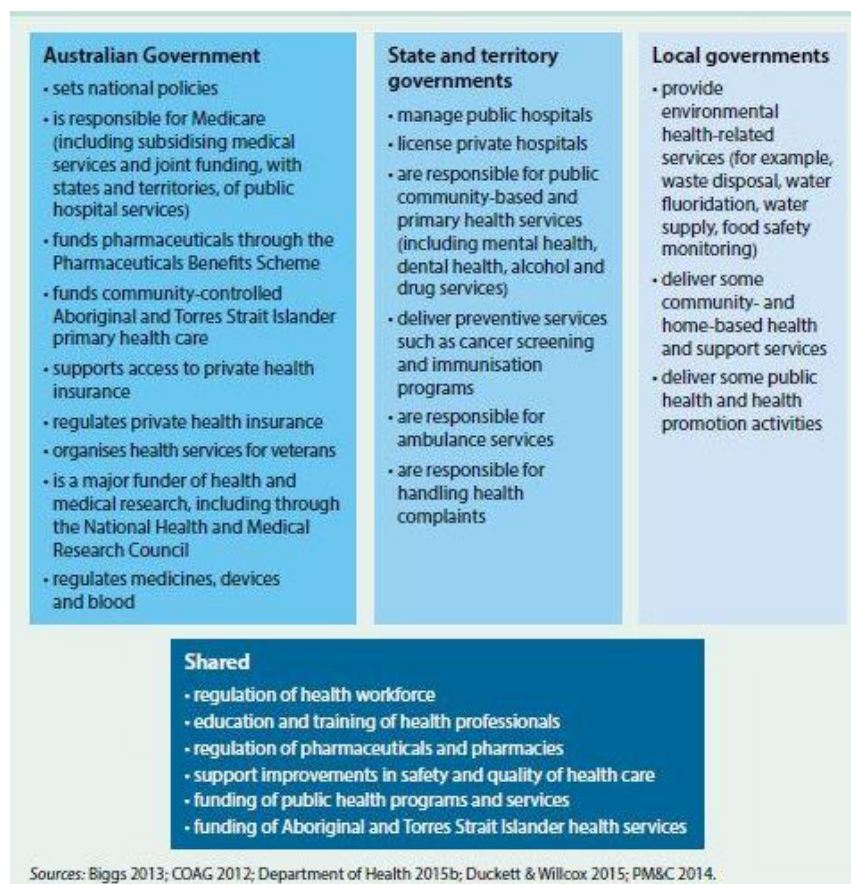 Australian Government
• sets national policies
• is responsible for Medicare
(including subsidising medical
services and joint funding, with
states and territories, of public
hospital services)
• funds pharmaceuticals through the
Pharmaceuticals Benefits Scheme
• funds community-controlled
Aboriginal and Torres Strait Islander
primary health care
• supports access to private health
insurance
• regulates private health insurance
• organises health services for veterans
• is a major funder of health and
medical research, including through
the National Health and Medical
Research Council
• regulates medicines, devices
and blood
State and territory
governments
• manage public hospitals
• license private hospitals
• are responsible for public
community-based and
primary health services
(including mental health,
dental health, alcohol and
drug services)
• deliver preventive services
such as cancer screening
and immunisation
programs
• are responsible for
ambulance services
• are responsible for
handling health
complaints
Local governments
• provide
environmental
health-related
services (for example,
waste disposal, water
fluoridation, water
supply, food safety
monitoring)
• deliver some
community- and
home-based health
and support services
• deliver some public
health and health
promotion activities
Shared
• regulation of health workforce
• education and training of health professionals
• regulation of pharmaceuticals and pharmacies
• support improvements in safety and quality of health care
• funding of public health programs and services
• funding of Aboriginal and Torres Strait Islander health services
Sources: Biggs 2013; COAG 2012; Department of Health 2015b; Duckett & Willcox 2015; PM&C 2014.